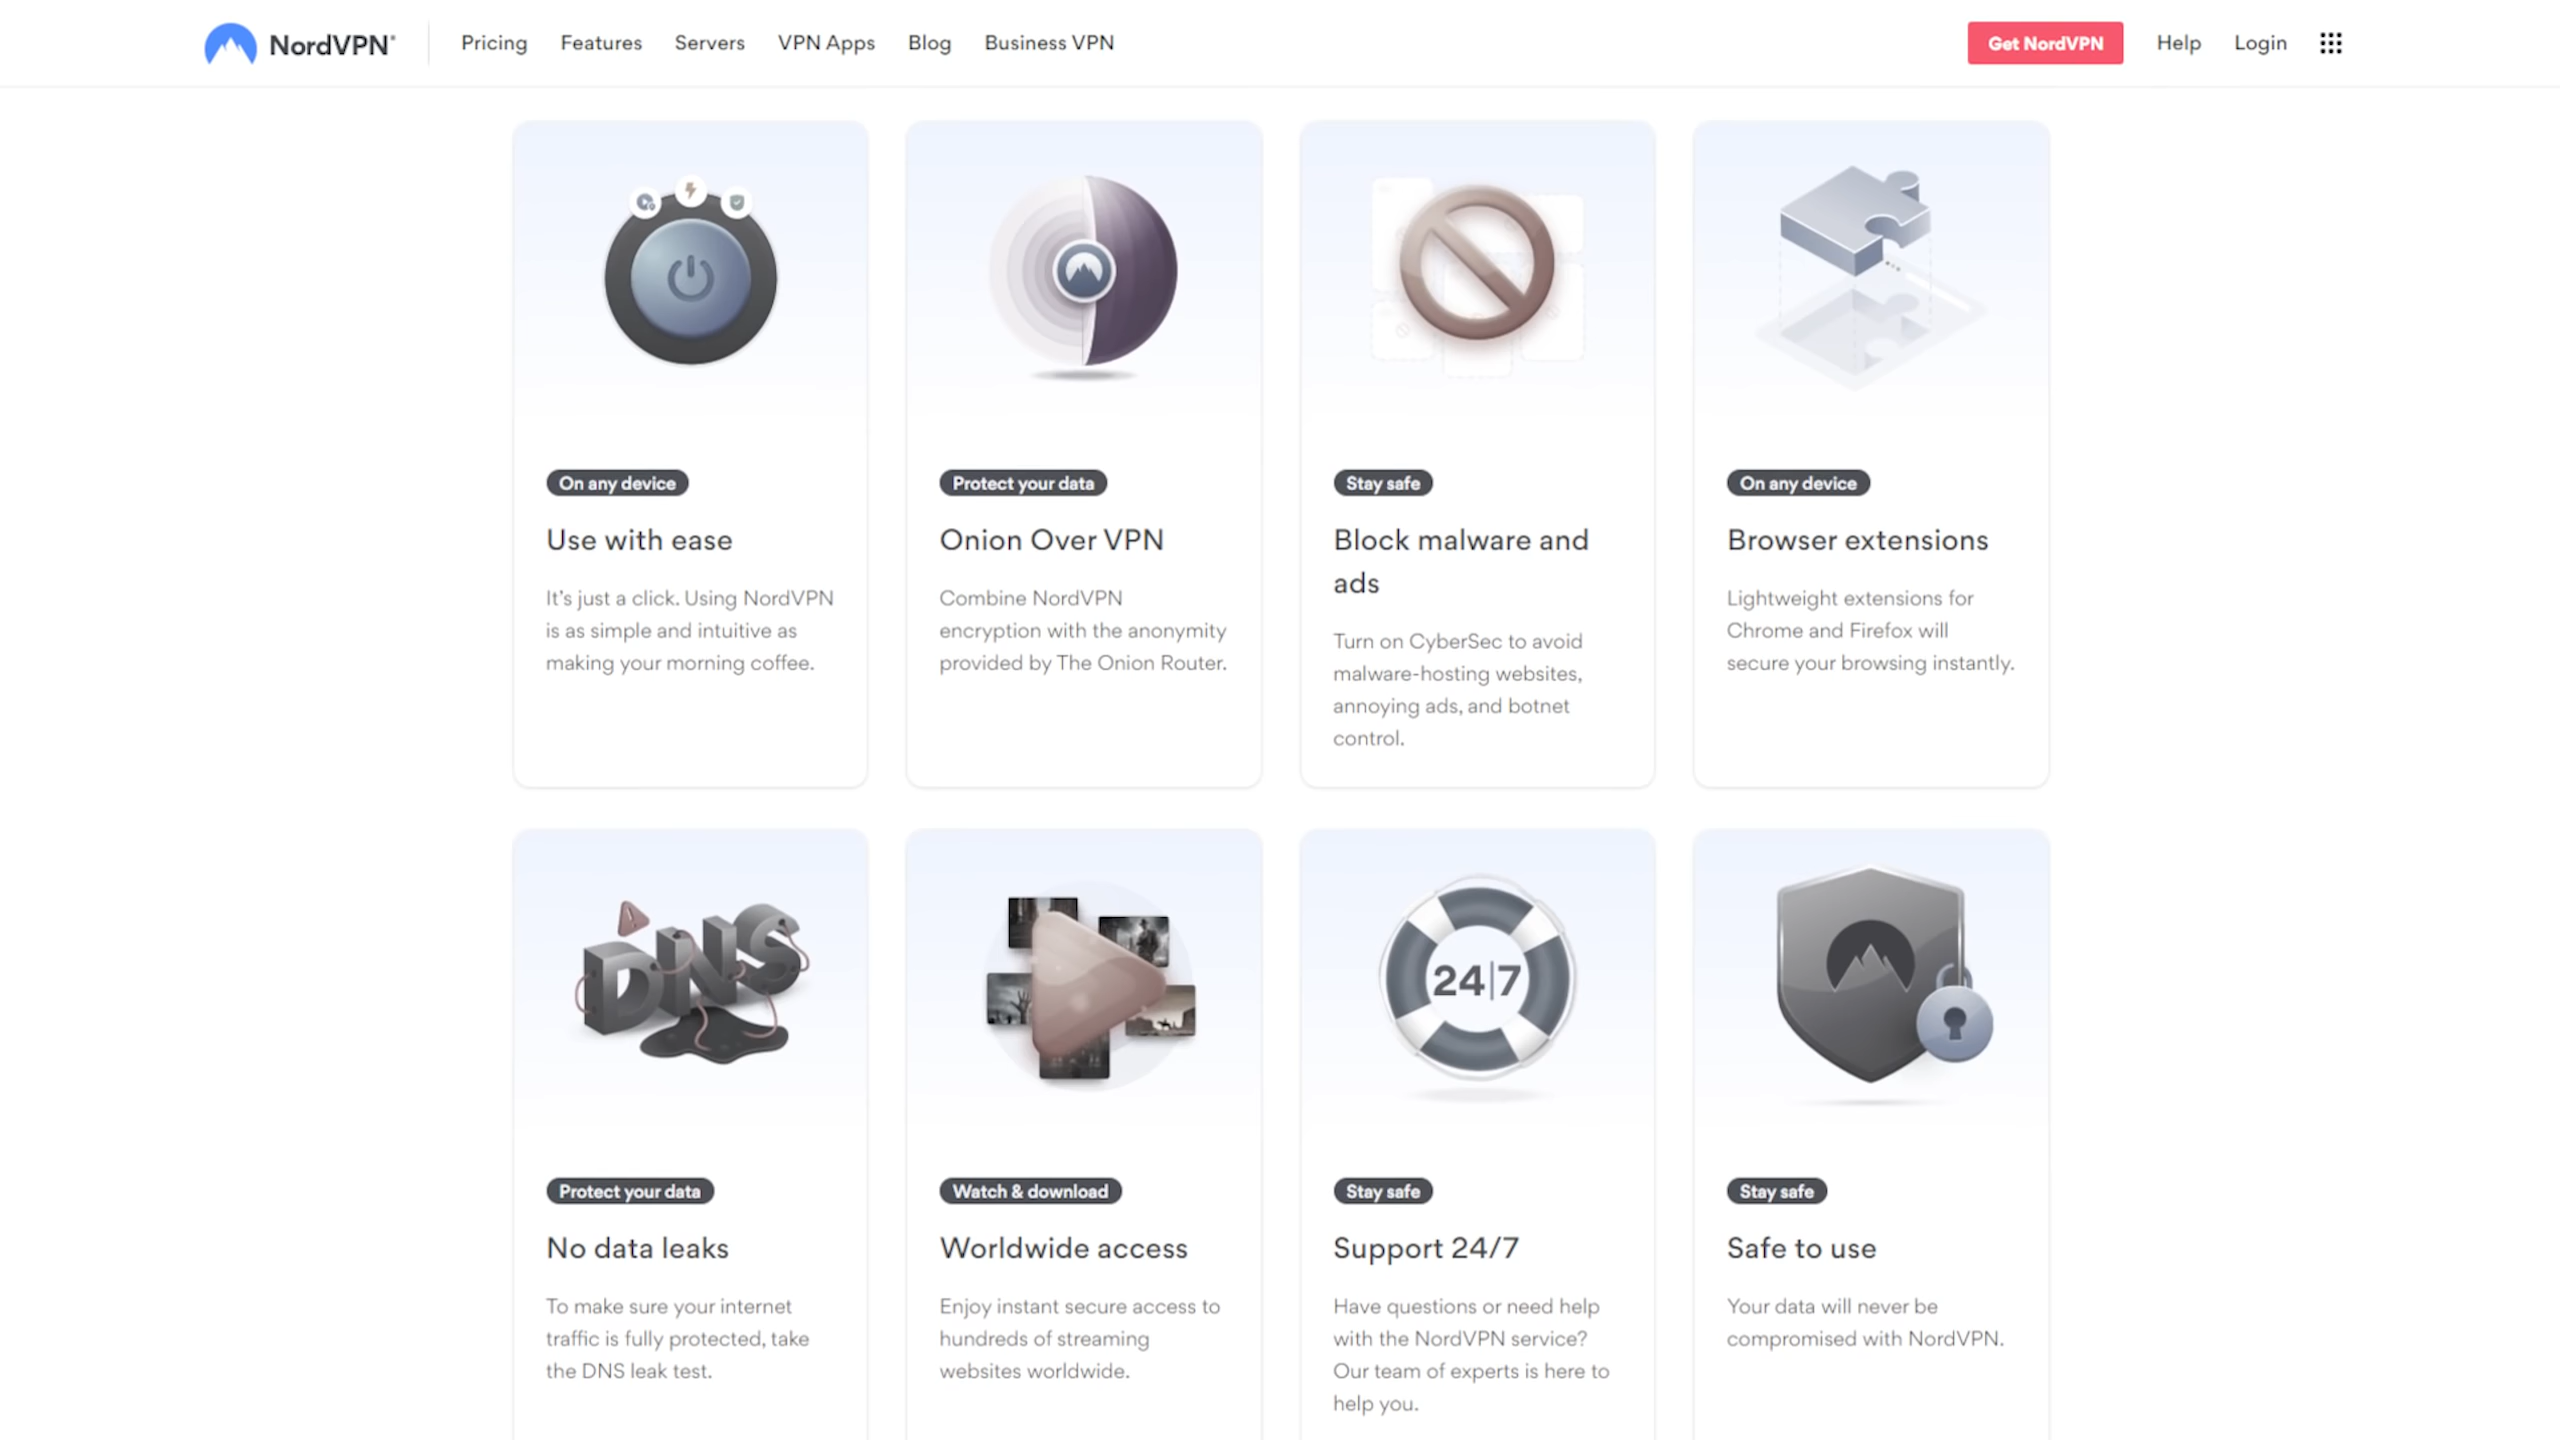 NordVPN®
Pricing
Features
Servers
VPN Apps
Blog
Business VPN
Get NordVPN
Help
Login
On any device
Use with ease
It's just a click. Using NordVPN
is as simple and intuitive as
making your morning coffee.
Protect your data
Onion Over VPN
Combine NordVPN
encryption with the anonymity
provided by The Onion Router.
Stay safe
Block malware and
ads
Turn on CyberSec to avoid
malware-hosting websites,
annoying ads, and botnet
control.
On any device
Browser extensions
Lightweight extensions for
Chrome and Firefox will
secure your browsing instantly.
DNS
Protect your data
No data leaks
To make sure your internet
traffic is fully protected, take
the DNS leak test.
Watch & download
Worldwide access
Enjoy instant secure access to
hundreds of streaming
websites worldwide.
24|7
Stay safe
Support 24/7
Have questions or need help
with the NordVPN service?
Our team of experts is here to
help you.
Stay safe
Safe to use
Your data will never be
compromised with NordVPN.